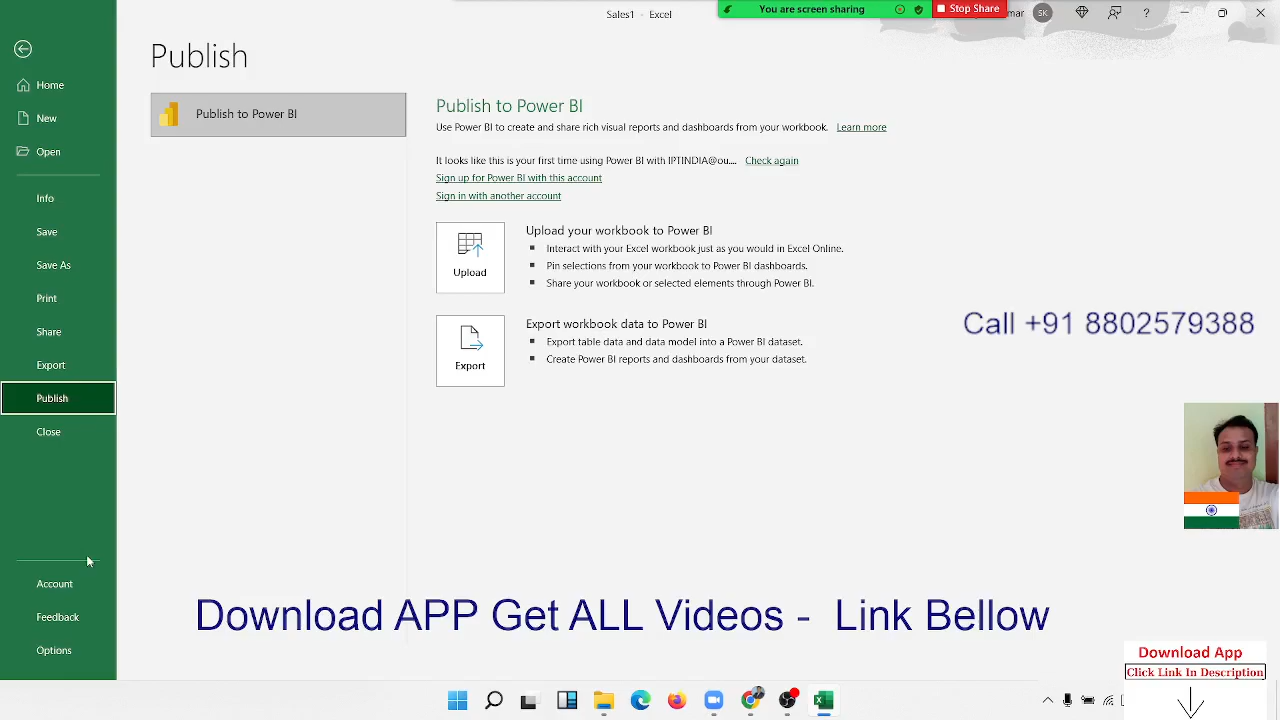 Sales1 - Excel
You are screen sharing
Stop Share
mar
SK
?
Publish
Home
New
Open
Info
Save
Save As
Print
Share
Export
Publish
Close
Account
Feedback
Options
Publish to Power BI
Publish to Power BI
Use Power BI to create and share rich visual reports and dashboards from your workbook. Learn more
It looks like this is your first time using Power BI with IPTINDIA@ou.... Check again
Sign up for Power BI with this account
Sign in with another account
Upload
Upload your workbook to Power BI
▪ Interact with your Excel workbook just as you would in Excel Online.
▪ Pin selections from your workbook to Power BI dashboards.
▪ Share your workbook or selected elements through Power BI.
Export
Export workbook data to Power BI
▪ Export table data and data model into a Power BI dataset.
▪ Create Power BI reports and dashboards from your dataset.
Call +91 8802579388
Download APP Get ALL Videos - Link Bellow
Download App
Click Link In Description